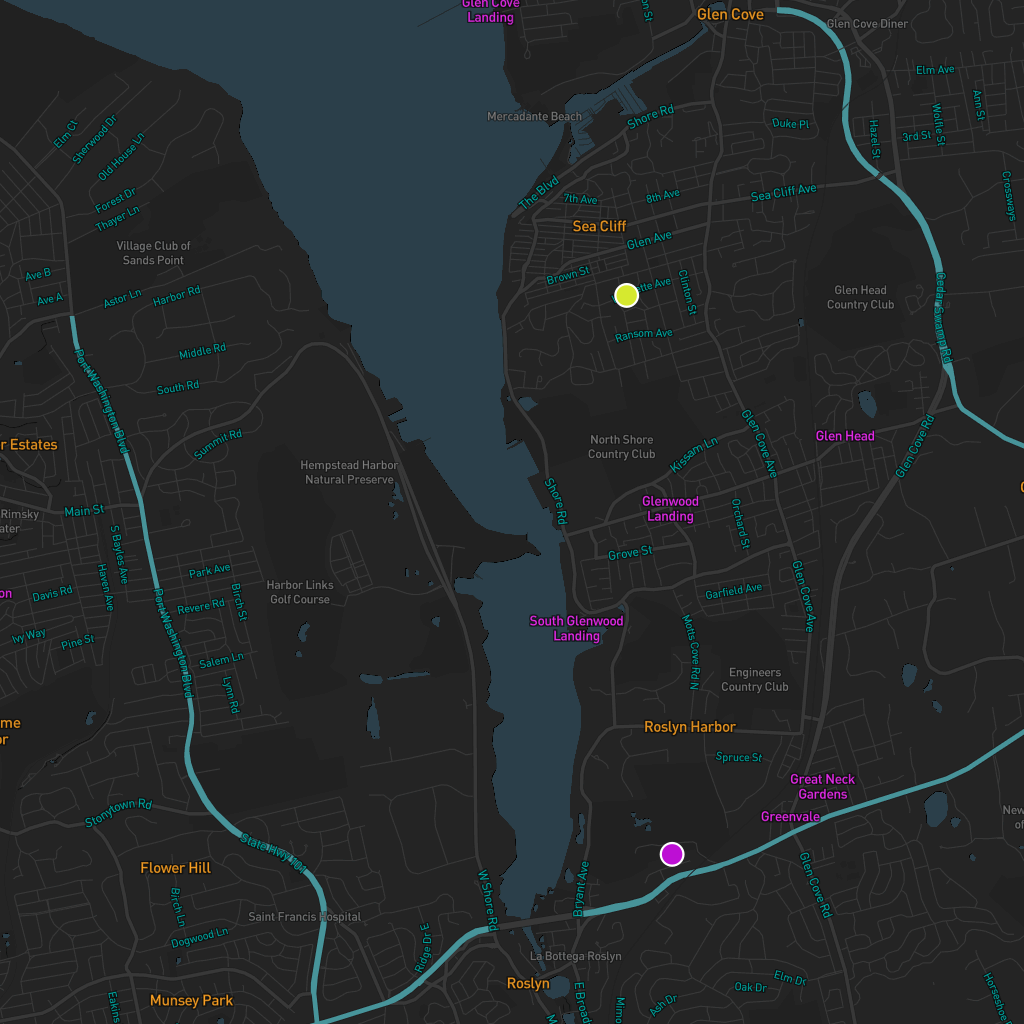 Glen Cove
Landing
Glen Cove
Glen Cove Diner
Elm Ave
Ann St
Mercadante Beach
Shore Rd
Wolfle St
Duke Pl
Hazel St
3rd St
Elm Ct
Sherwood Dr
Old House Ln
Forest Dr
Thayer Ln
The Blvd
7th Ave
8th Ave
Sea Cliff Ave
Crossways
Sea Cliff
Glen Ave
Village Club of
Sands Point
Ave B
Ave A
Astor Ln
Harbor Rd
Brown St
Clinton St
Glen Head
Country Club
Cedar Swamp Rd
Ransom Ave
Middle Rd
South Rd
Port Washington Blvd
Summit Rd
r Estates
North Shore
Country Club
Kissam Ln
Glen Cove Ave
Glen Head
Glen Cove Rd
Hempstead Harbor
Natural Preserve
Shore Rd
Glenwood
Landing
Orchard St
Main St
Rimsky
ater
S Bayles Ave
Grove St
Park Ave
Haven Ave
Davis Rd
on
Birch St
Revere Rd
Harbor Links
Golf Course
Garfield Ave
Glen Cove Ave
Ivy Way
Pine St
Port Washington Blvd
South Glenwood
Landing
Motts Cove Rd N
Salem Ln
Lynn Rd
Engineers
Country Club
me
or
Roslyn Harbor
Spruce St
Great Neck
Gardens
Greenvale
New
of
Stonytown Rd
State Hwy 101
Flower Hill
Birch Ln
Dogwood Ln
Saint Francis Hospital
W Shore Rd
Bryant Ave
Glen Cove Rd
Ridge Dr E
La Bottega Roslyn
Roslyn
E Broad
Elm Dr
Oak Dr
Ash Dr
Horseshoe
Munsey Park
Eakins